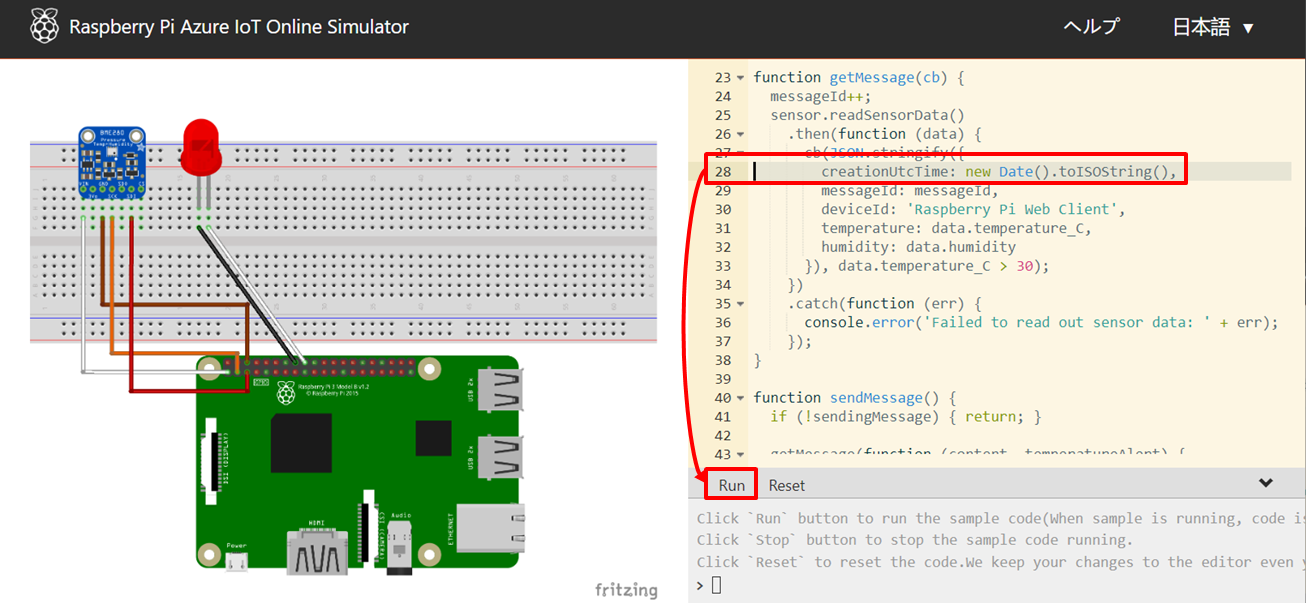 Raspberry Pi Azure IoT Online Simulator
ヘルプ
日本語 ▼
BME280
Pressure
Temp+Humidity
Raspberry Pi 3 Model B v1.2
© Raspberry Pi 2015
GPIO
USB 2x
USB 2x
DSI (DISPLAY)
ETHERNET
CSI (CAMERA)
Audio
HDMI
Power
fritzing
23 function getMessage(cb) {
24 messageId++;
25 sensor.readSensorData()
26 .then(function (data) {
27 cb(JSON.stringify({
28 creationUtcTime: new Date().toISOString(),
29 messageId: messageId,
30 deviceId: 'Raspberry Pi Web Client',
31 temperature: data.temperature_C,
32 humidity: data.humidity
33 }), data.temperature_C > 30);
34 })
35 .catch(function (err) {
36 console.error('Failed to read out sensor data: ' + err);
37 });
38 }
39
40 function sendMessage() {
41 if (!sendingMessage) { return; }
42
43 getMessage(function (content, temperatureAlert) {
Run
Reset
Click `Run` button to run the sample code(When sample is running, code is
Click `Stop` button to stop the sample code running.
Click `Reset` to reset the code.We keep your changes to the editor even y
>